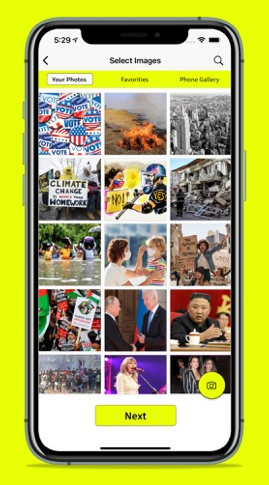 5:29
Select Images
Your Photos
Favorities
Phone Gallery
VOTE
VOTE
CLIMATE
CHANGE
HOMEWORK
Next